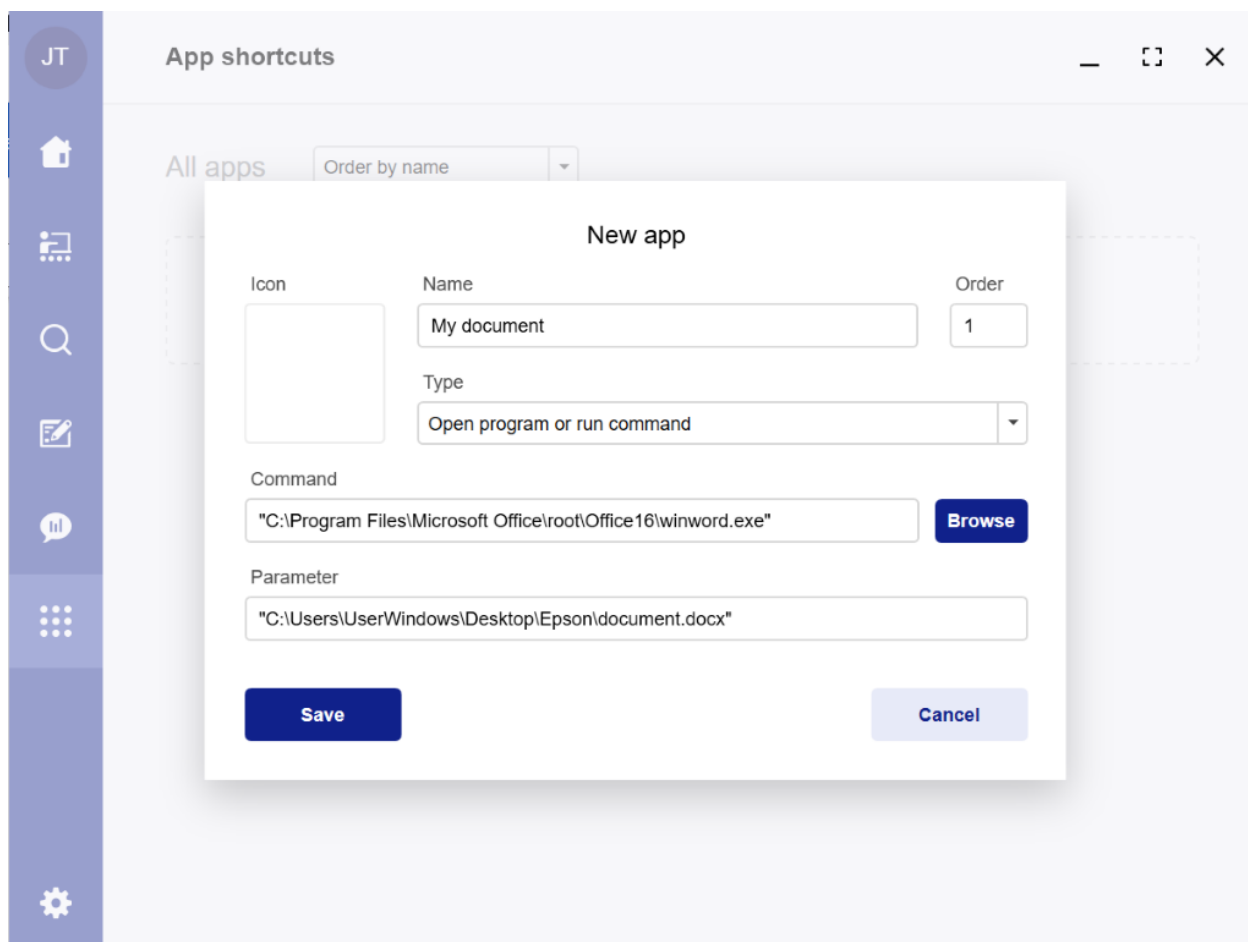 JT
App shortcuts
All apps
Order by name
New app
Icon
Name
Order
My document
1
Type
Open program or run command
Command
"C:\Program Files\Microsoft Office\root\Office16\winword.exe"
Browse
Parameter
"C:\Users\UserWindows\Desktop\Epson\document.docx"
Save
Cancel